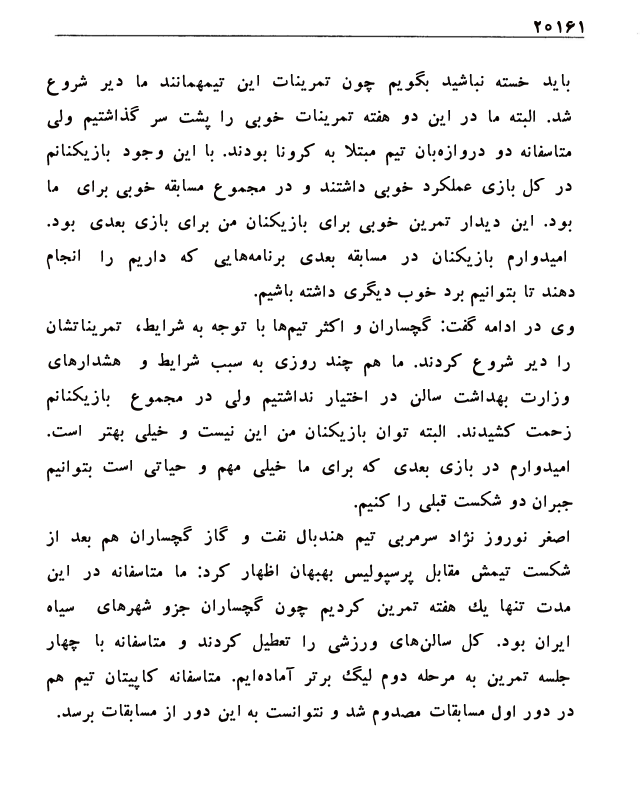 ۲۰۱۶۱
باید خسته نباشید بگویم چون تمرینات این تیمهمانند ما دیر شروع
شد. البته ما در این دو هفته تمرینات خوبی را پشت سر گذاشتیم ولی
متاسفانه دو دروازه‌بان تیم مبتلا به کرونا بودند. با این وجود بازیکنانم
در کل بازی عملکرد خوبی داشتند و در مجموع مسابقه خوبی برای ما
بود. این دیدار تمرین خوبی برای بازیکنان من برای بازی بعدی بود.
امیدوارم بازیکنان در مسابقه بعدی برنامه‌هایی که داریم را انجام
دهند تا بتوانیم برد خوب دیگری داشته باشیم.
وی در ادامه گفت: گچساران و اکثر تیم‌ها با توجه به شرایط، تمریناتشان
را دیر شروع کردند. ما هم چند روزی به سبب شرایط و هشدارهای
وزارت بهداشت سالن در اختیار نداشتیم ولی در مجموع بازیکنانم
زحمت کشیدند. البته توان بازیکنان من این نیست و خیلی بهتر است.
امیدوارم در بازی بعدی که برای ما خیلی مهم و حیاتی است بتوانیم
جبران دو شکست قبلی را کنیم.
اصغر نوروز نژاد سرمربی تیم هندبال نفت و گاز گچساران هم بعد از
شکست تیمش مقابل پرسپولیس بهبهان اظهار کرد: ما متاسفانه در این
مدت تنها یك هفته تمرین کردیم چون گچساران جزو شهرهای سیاه
ایران بود. کل سالن‌های ورزشی را تعطیل کردند و متاسفانه با چهار
جلسه تمرین به مرحله دوم لیگ برتر آماده‌ایم. متاسفانه کاپیتان تیم هم
در دور اول مسابقات مصدوم شد و نتوانست به این دور از مسابقات برسد.